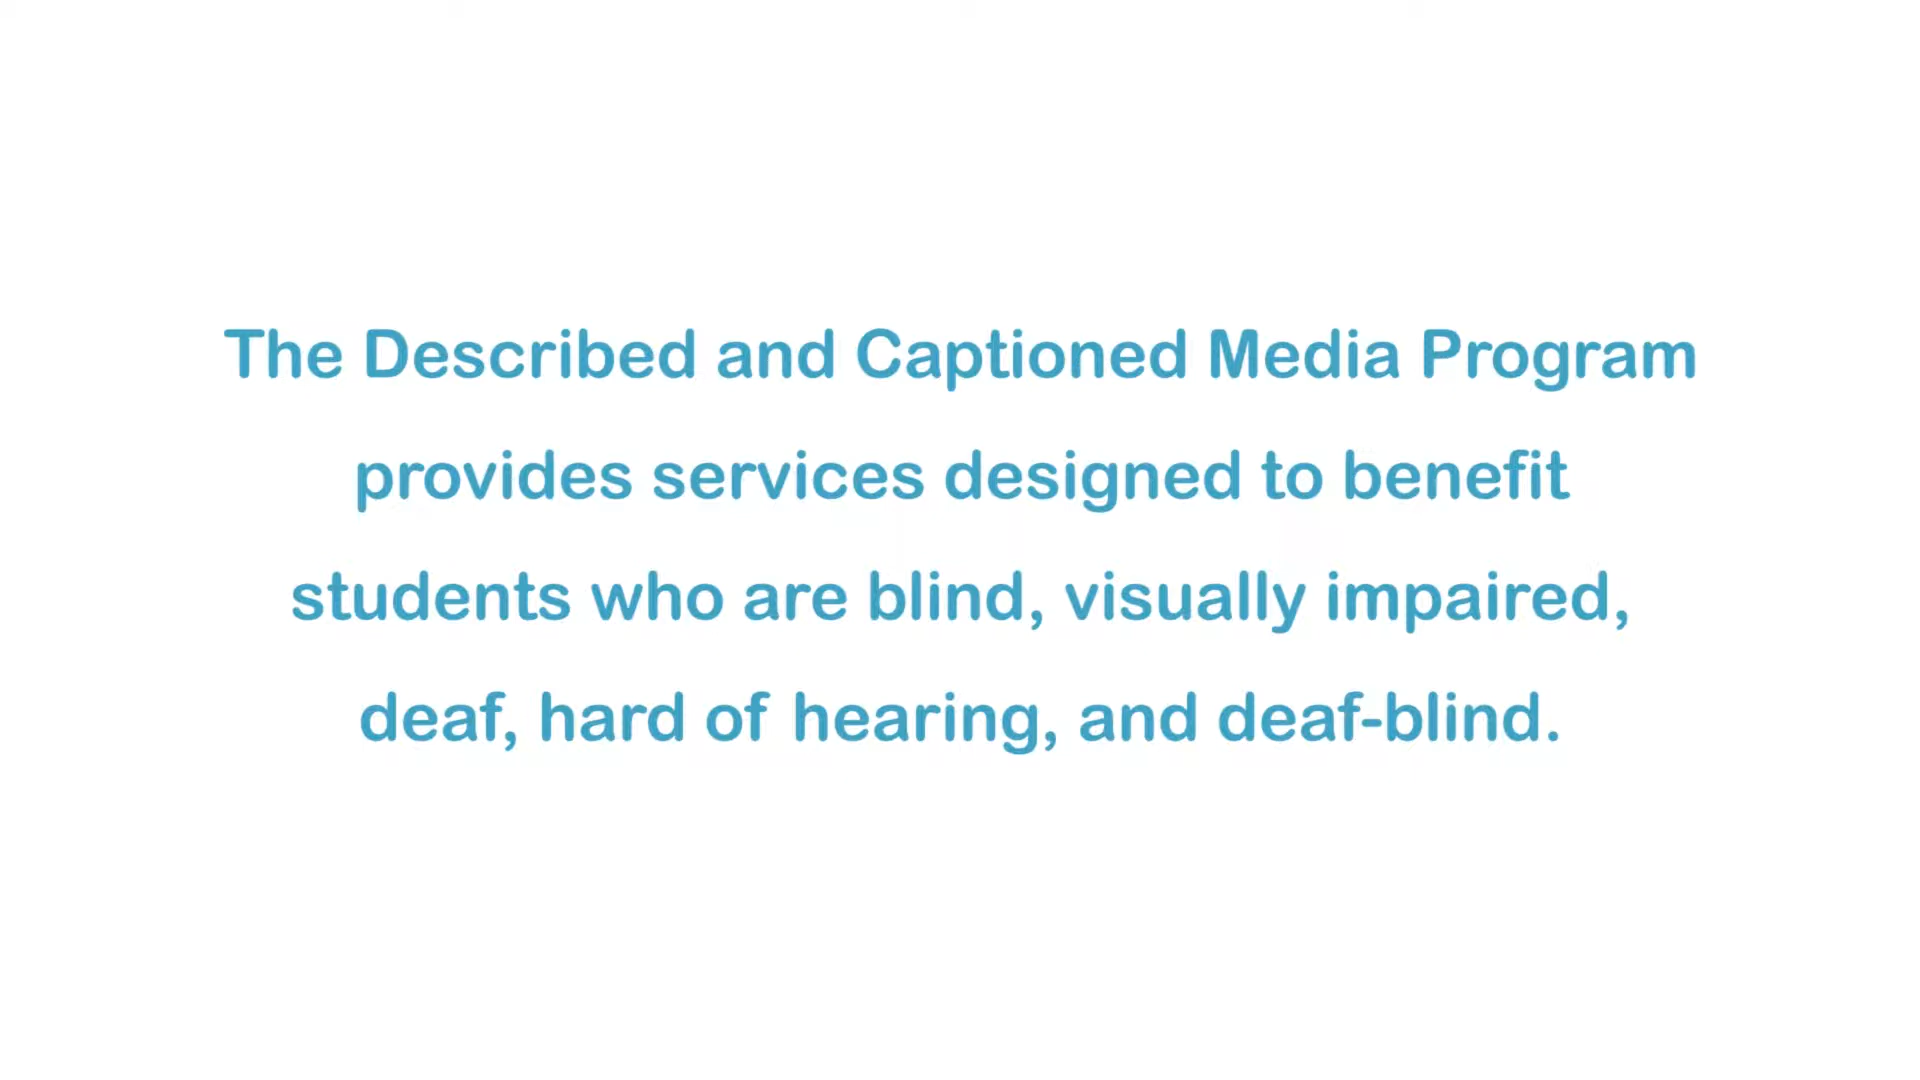 The Described and Captioned Media Program
provides services designed to benefit
students who are blind, visually impaired,
deaf, hard of hearing, and deaf-blind.